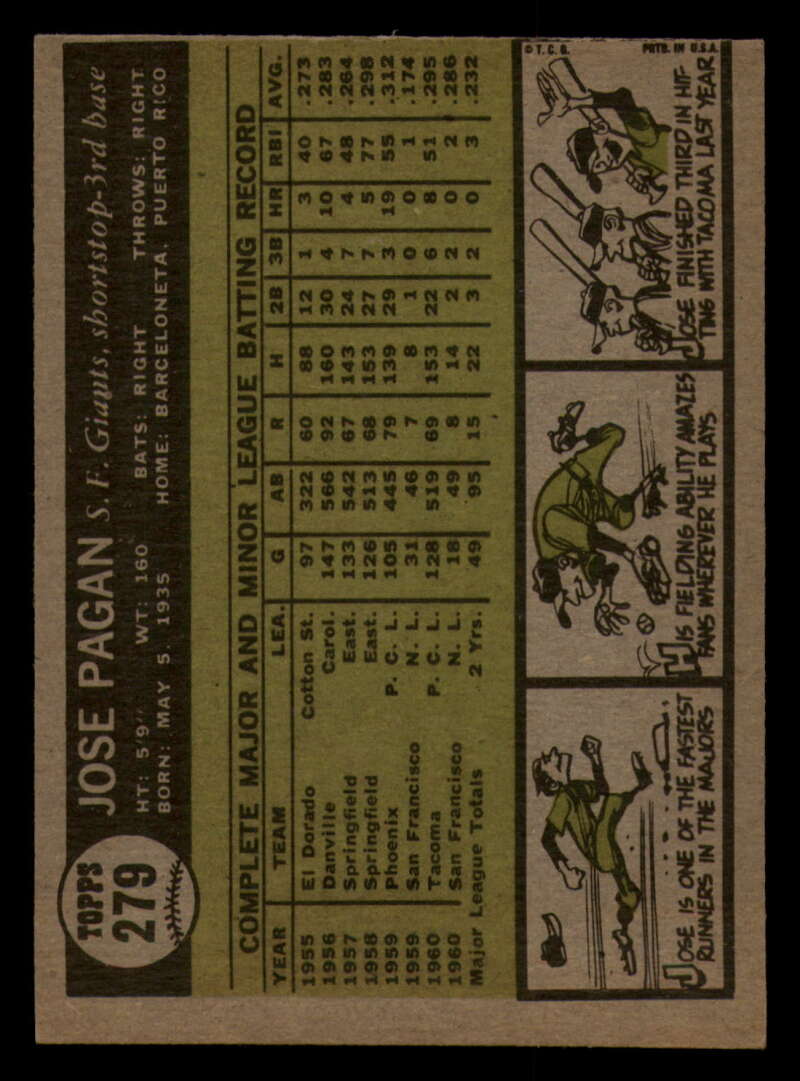 TOPPS
279
JOSE PAGAN S. F. Giants, shortstop-3rd base
HT: 5'9" WT: 160 BATS: RIGHT THROWS: RIGHT
BORN: MAY 5, 1935 HOME: BARCELONETA, PUERTO RICO
COMPLETE MAJOR AND MINOR LEAGUE BATTING RECORD
YEAR TEAM LEA. G AB R H 2B 3B HR RBI AVG.
1955 El Dorado Cotton St. 97 322 60 88 12 1 3 40 .273
1956 Danville Carol. 147 566 92 160 30 4 10 67 .283
1957 Springfield East. 133 542 67 143 24 7 4 48 .264
1958 Springfield East. 126 513 68 153 27 7 5 77 .298
1959 Phoenix P. C. L. 105 445 79 139 29 3 19 55 .312
1959 San Francisco N. L. 31 46 7 8 1 0 0 1 .174
1960 Tacoma P. C. L. 128 519 69 153 22 6 8 51 .295
1960 San Francisco N. L. 18 49 8 14 2 2 0 2 .286
Major League Totals 2 Yrs. 49 95 15 22 3 2 0 3 .232
JOSE IS ONE OF THE FASTEST
RUNNERS IN THE MAJORS
HIS FIELDING ABILITY AMAZES
FANS WHEREVER HE PLAYS
JOSE FINISHED THIRD IN HIT-
TING WITH TACOMA LAST YEAR
© T. C. G. PRTD. IN U.S.A.